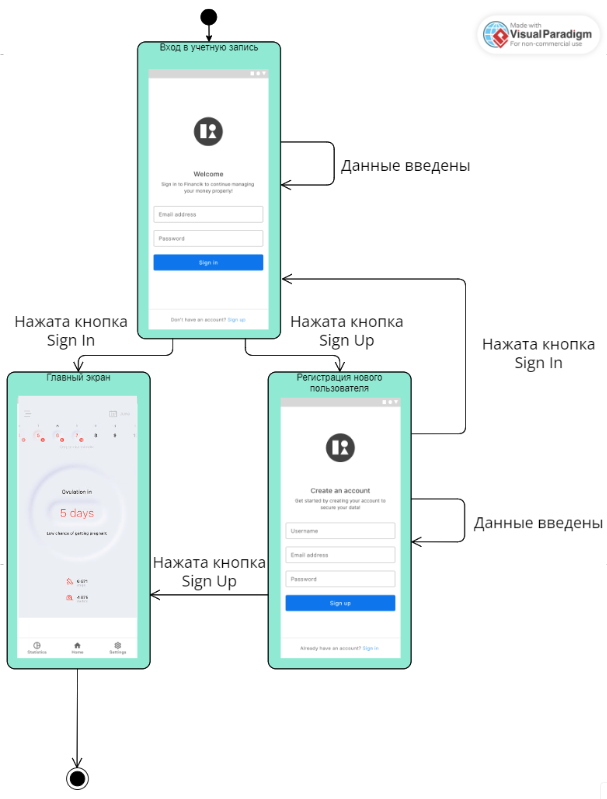 Made with
Visual Paradigm
For non-commercial use
Вход в учетную запись
Welcome
Sign in to Financik to continue managing
your money properly!
Email address
Password
Sign in
Don't have an account? Sign up
Данные введены
Нажата кнопка
Sign In
Нажата кнопка
Sign Up
Нажата кнопка
Sign In
Главный экран
5 6 7 8 9
Ovulation in
5 days
Low chance of getting pregnant
Statistics
Home
Settings
Регистрация нового
пользователя
Create an account
Get started by creating your account to
secure your data!
Username
Email address
Password
Sign up
Already have an account? Sign in
Данные введены
Нажата кнопка
Sign Up